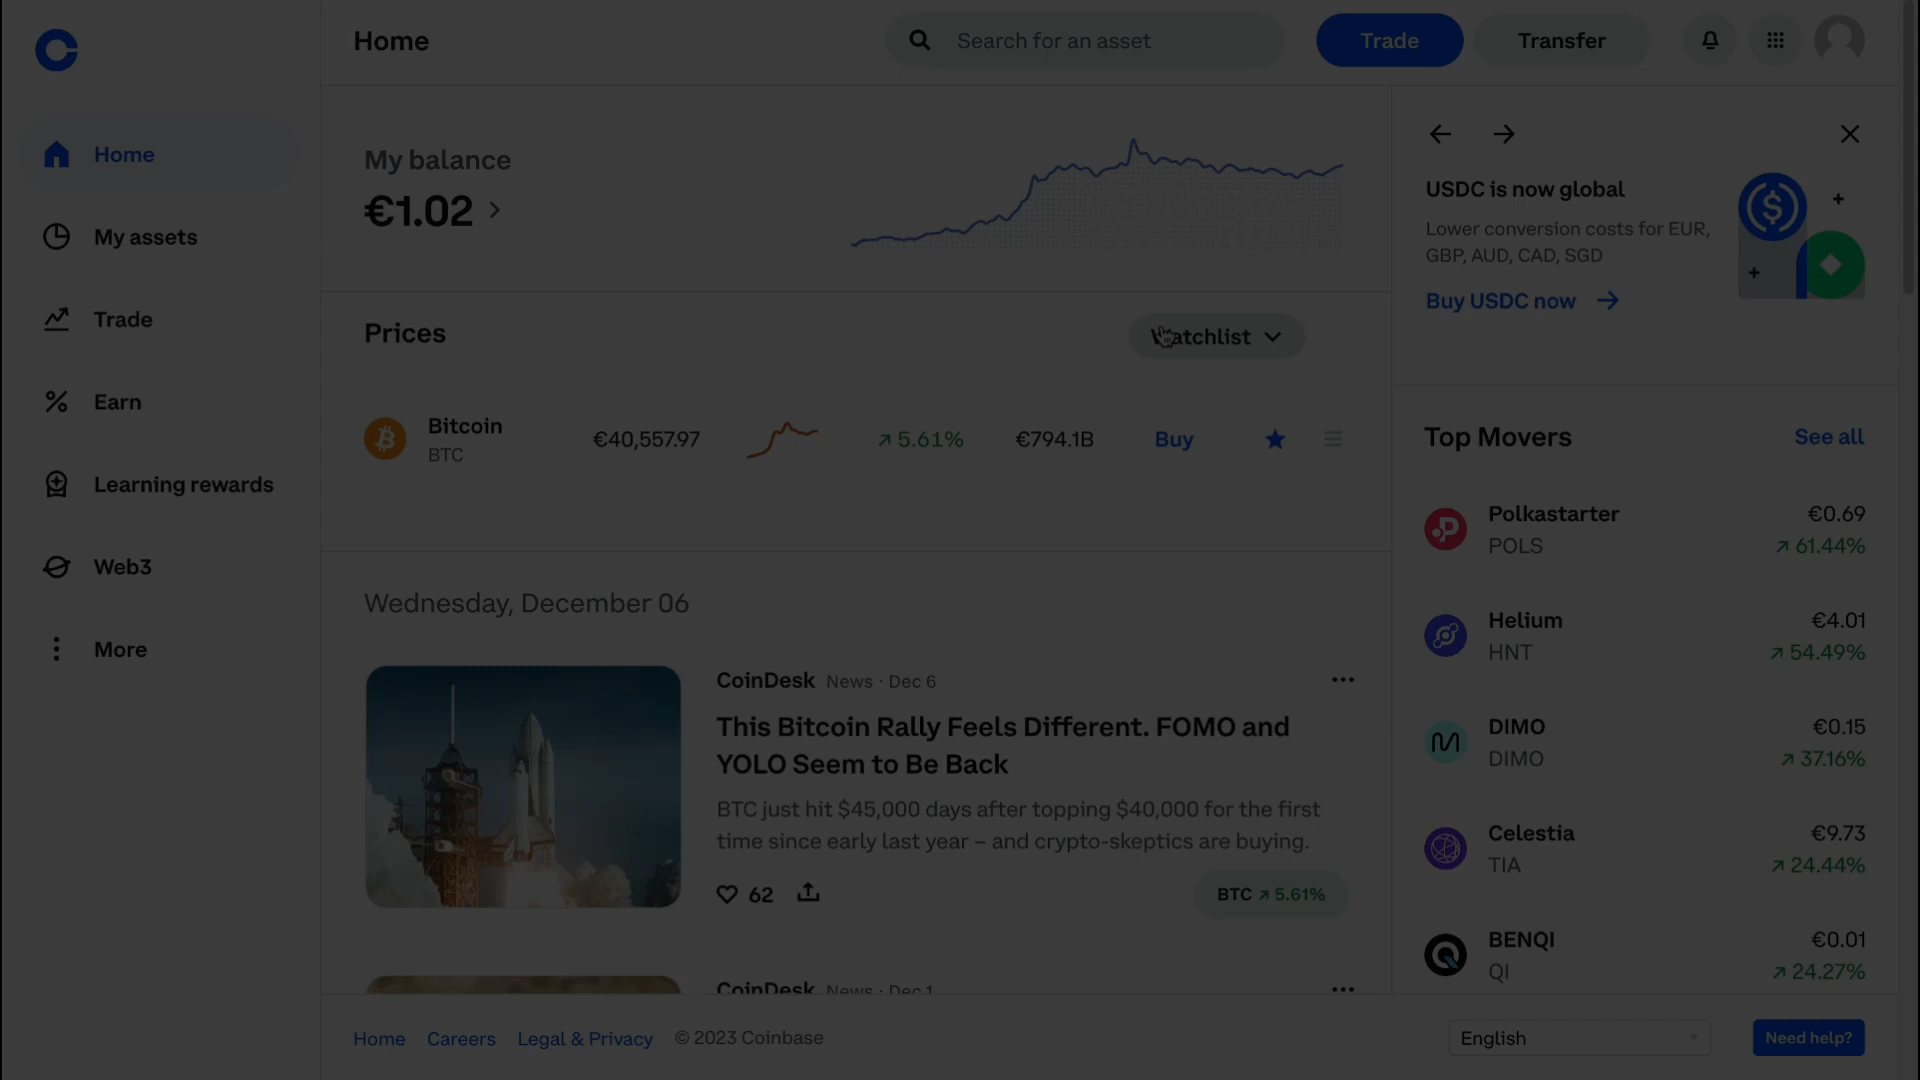 Home
Search for an asset
Trade
Transfer
Home
My assets
Trade
Earn
Learning rewards
Web3
More
My balance
€1.02
Prices
Watchlist
Bitcoin
BTC
€40,557.97
5.61%
€794.1B
Buy
Wednesday, December 06
CoinDesk News · Dec 6
This Bitcoin Rally Feels Different. FOMO and
YOLO Seem to Be Back
BTC just hit $45,000 days after topping $40,000 for the first
time since early last year – and crypto-skeptics are buying.
62
BTC 5.61%
CoinDesk News · Dec 1
USDC is now global
Lower conversion costs for EUR,
GBP, AUD, CAD, SGD
Buy USDC now
Top Movers
See all
Polkastarter
€0.69
POLS
61.44%
Helium
€4.01
HNT
54.49%
DIMO
€0.15
DIMO
37.16%
Celestia
€9.73
TIA
24.44%
BENQI
€0.01
QI
24.27%
Home
Careers
Legal & Privacy
© 2023 Coinbase
English
Need help?